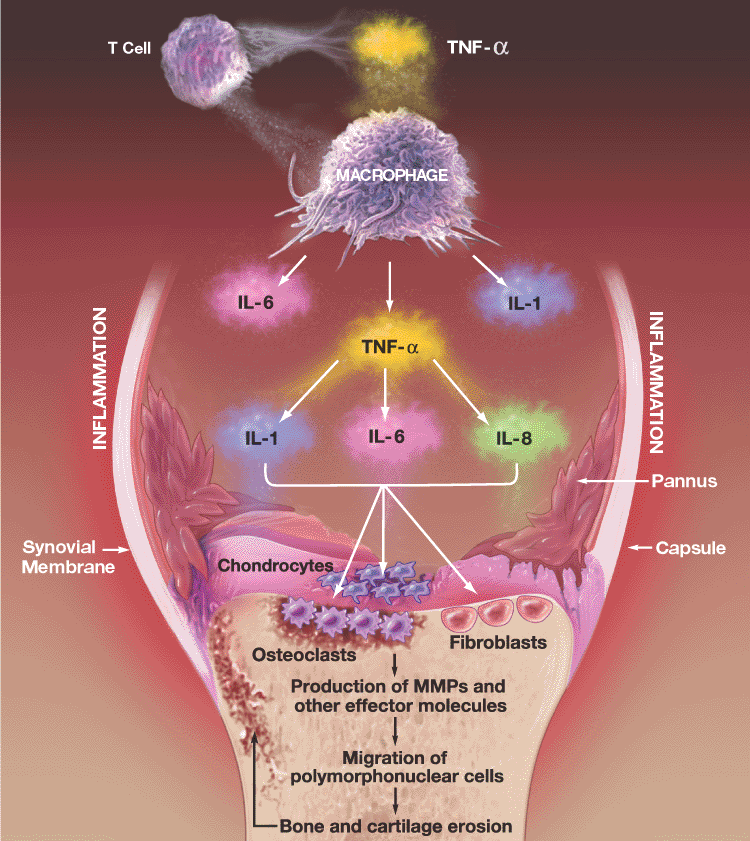 T Cell
TNF-α
MACROPHAGE
IL-6
IL-1
TNF-α
INFLAMMATION
INFLAMMATION
IL-1
IL-6
IL-8
Pannus
Synovial
Membrane
Capsule
Chondrocytes
Osteoclasts
Fibroblasts
Production of MMPs and
other effector molecules
Migration of
polymorphonuclear cells
Bone and cartilage erosion